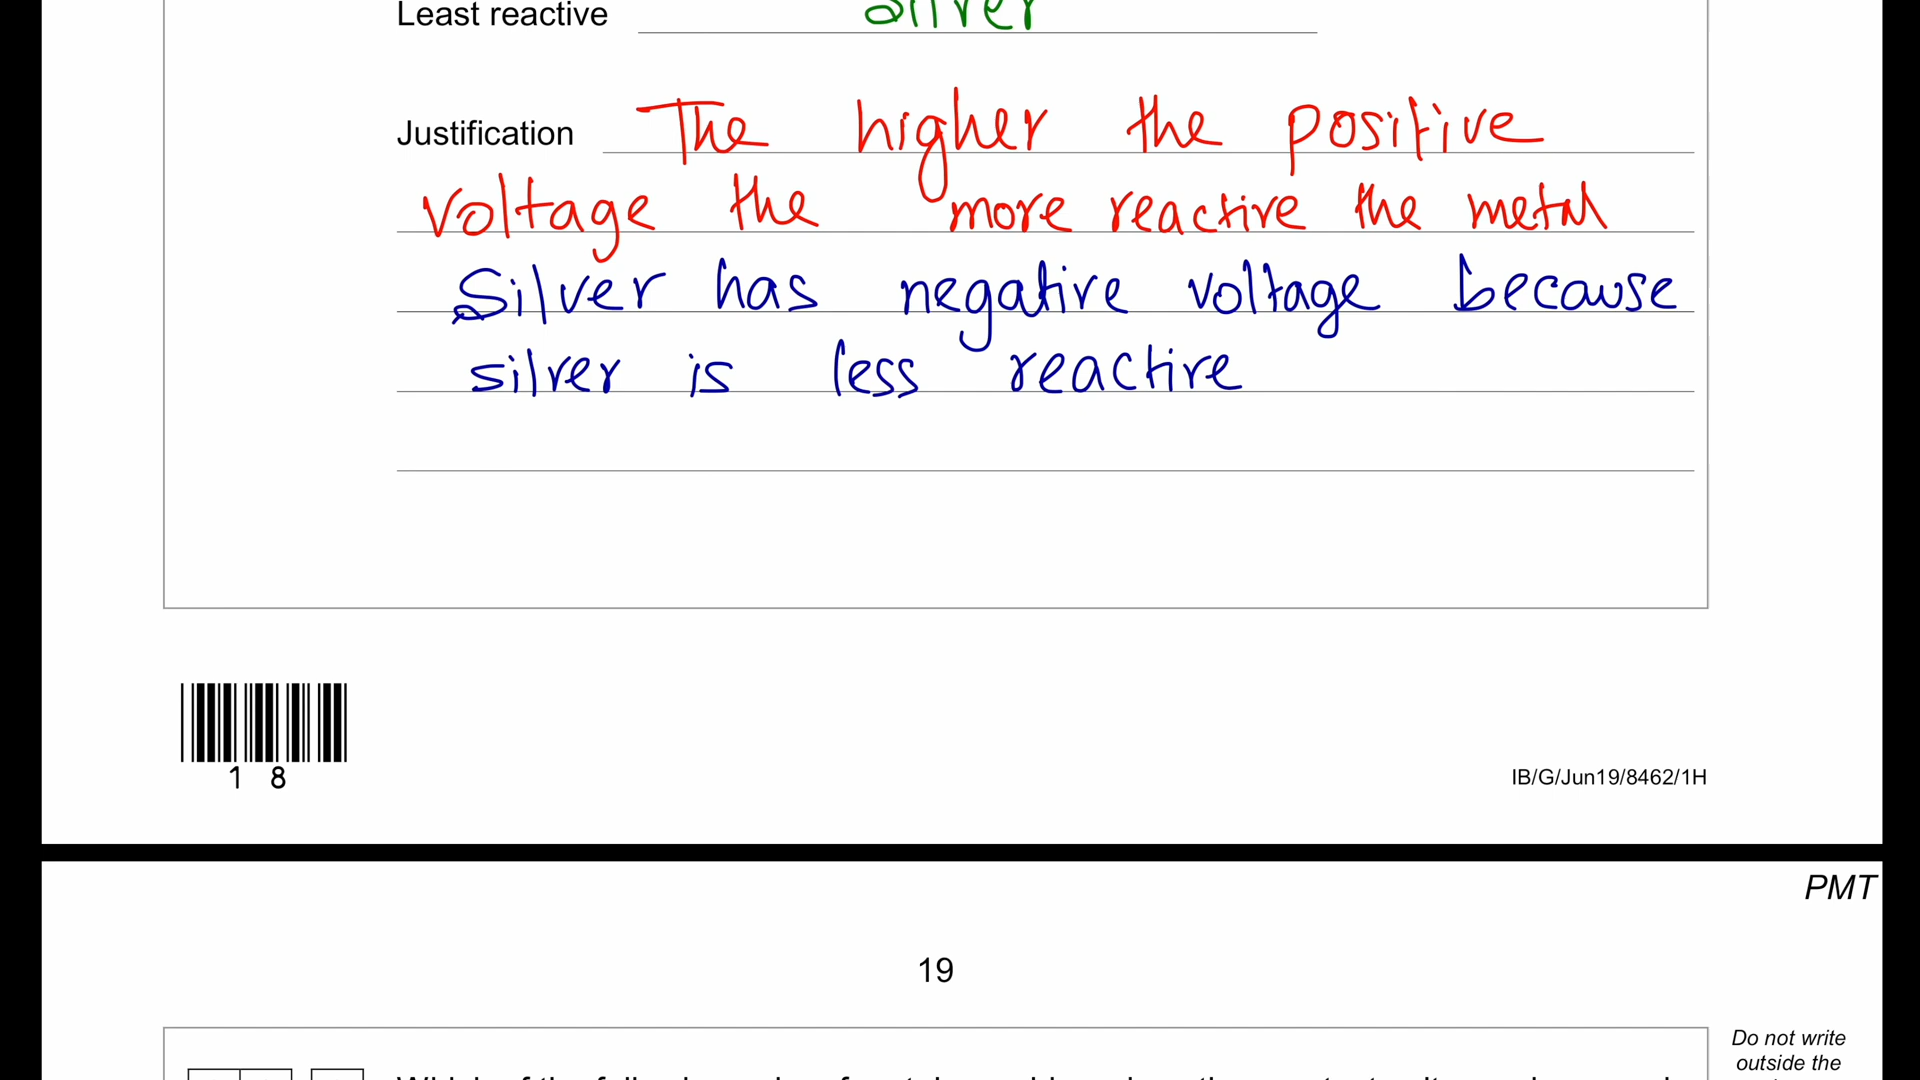 Least reactive silver
Justification The higher the positive
voltage the more reactive the metal
Silver has negative voltage because
silver is less reactive
1 8
IB/G/Jun19/8462/1H
PMT
19
Do not write
outside the